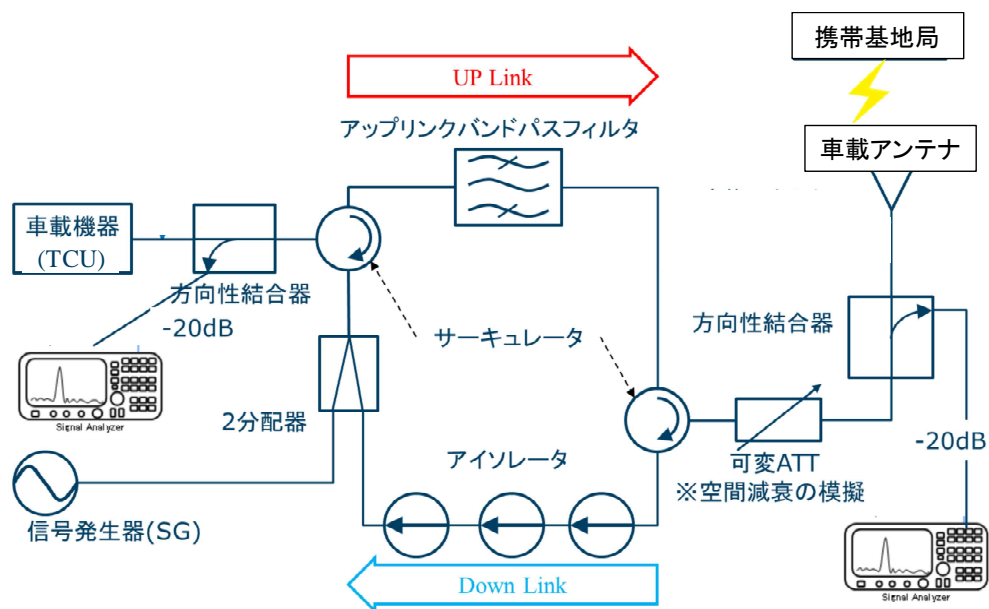 携帯基地局
UP Link
アップリンクバンドパスフィルタ
車載アンテナ
車載機器
(TCU)
方向性結合器
-20dB
方向性結合器
サーキュレータ
2分配器
Signal Analyzer
-20dB
アイソレータ
可変ATT
※空間減衰の模擬
信号発生器(SG)
Down Link
Signal Analyzer